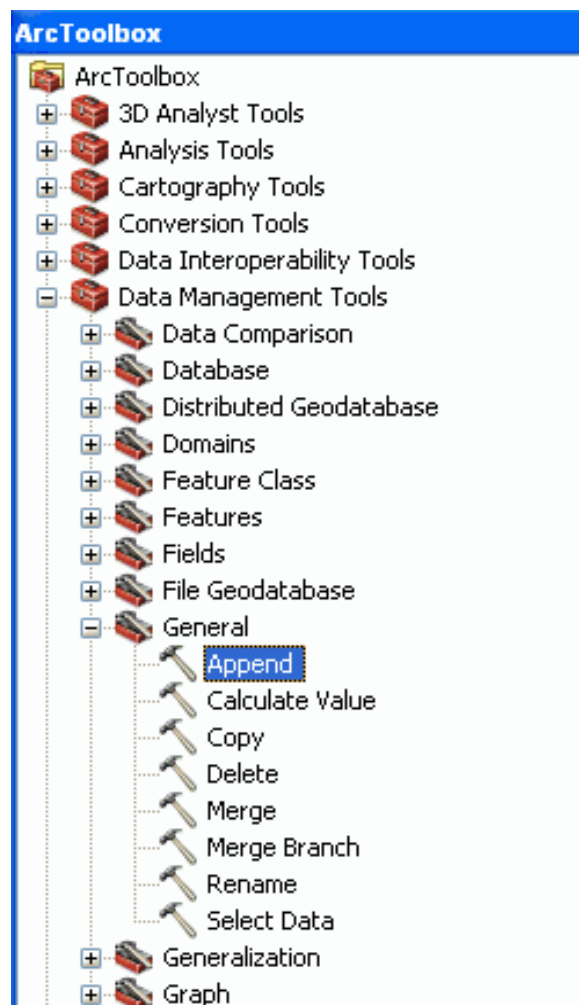 ArcToolbox
ArcToolbox
3D Analyst Tools
Analysis Tools
Cartography Tools
Conversion Tools
Data Interoperability Tools
Data Management Tools
Data Comparison
Database
Distributed Geodatabase
Domains
Feature Class
Features
Fields
File Geodatabase
General
Append
Calculate Value
Copy
Delete
Merge
Merge Branch
Rename
Select Data
Generalization
Graph